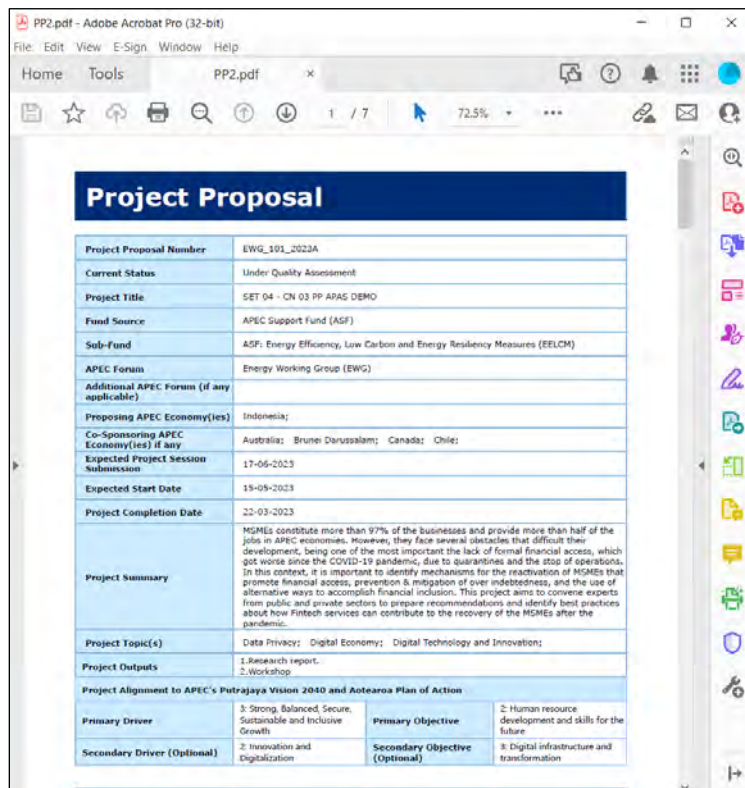 PP2.pdf - Adobe Acrobat Pro (32-bit)
File Edit View E-Sign Window Help
Home Tools PP2.pdf ×
1 / 7 72.5% •••
Project Proposal
Project Proposal Number EWG_101_2023A
Current Status Under Quality Assessment
Project Title SET 04 - CN 03 PP APAS DEMO
Fund Source APEC Support Fund (ASF)
Sub-Fund ASF: Energy Efficiency, Low Carbon and Energy Resiliency Measures (EELCM)
APEC Forum Energy Working Group (EWG)
Additional APEC Forum (if any
applicable)
Proposing APEC Economy(ies) Indonesia;
Co-Sponsoring APEC
Economy(ies) if any
Australia; Brunei Darussalam; Canada; Chile;
Expected Project Session
Submission
17-06-2023
Expected Start Date 15-05-2023
Project Completion Date 22-03-2023
Project Summary
MSMEs constitute more than 97% of the businesses and provide more than half of the
jobs in APEC economies. However, they face several obstacles that difficult their
development, being one of the most important the lack of formal financial access, which
got worse since the COVID-19 pandemic, due to quarantines and the stop of operations.
In this context, it is important to identify mechanisms for the reactivation of MSMEs that
promote financial access, prevention & mitigation of over indebtedness, and the use of
alternative ways to accomplish financial inclusion. This project aims to convene experts
from public and private sectors to prepare recommendations and identify best practices
about how Fintech services can contribute to the recovery of the MSMEs after the
pandemic.
Project Topic(s) Data Privacy; Digital Economy; Digital Technology and Innovation;
Project Outputs
1.Research report.
2.Workshop
Project Alignment to APEC's Putrajaya Vision 2040 and Aotearoa Plan of Action
Primary Driver
3: Strong, Balanced, Secure,
Sustainable and Inclusive
Growth
Primary Objective
2: Human resource
development and skills for the
future
Secondary Driver (Optional)
2: Innovation and
Digitalization
Secondary Objective
(Optional)
3: Digital infrastructure and
transformation